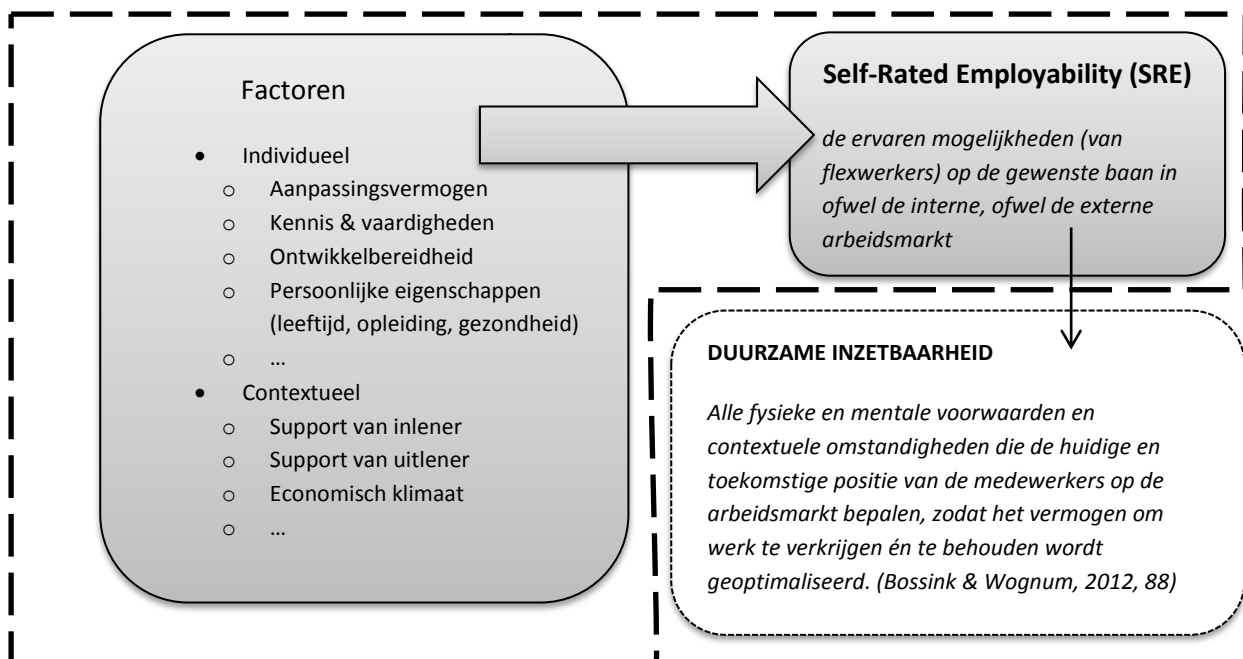 Factoren
• Individueel
o Aanpassingsvermogen
o Kennis & vaardigheden
o Ontwikkelbereidheid
o Persoonlijke eigenschappen
(leeftijd, opleiding, gezondheid)
o …
• Contextueel
o Support van inlener
o Support van uitlener
o Economisch klimaat
o …
Self-Rated Employability (SRE)
de ervaren mogelijkheden (van
flexwerkers) op de gewenste baan in
ofwel de interne, ofwel de externe
arbeidsmarkt
DUURZAME INZETBAARHEID
Alle fysieke en mentale voorwaarden en
contextuele omstandigheden die de huidige en
toekomstige positie van de medewerkers op de
arbeidsmarkt bepalen, zodat het vermogen om
werk te verkrijgen én te behouden wordt
geoptimaliseerd. (Bossink & Wognum, 2012, 88)